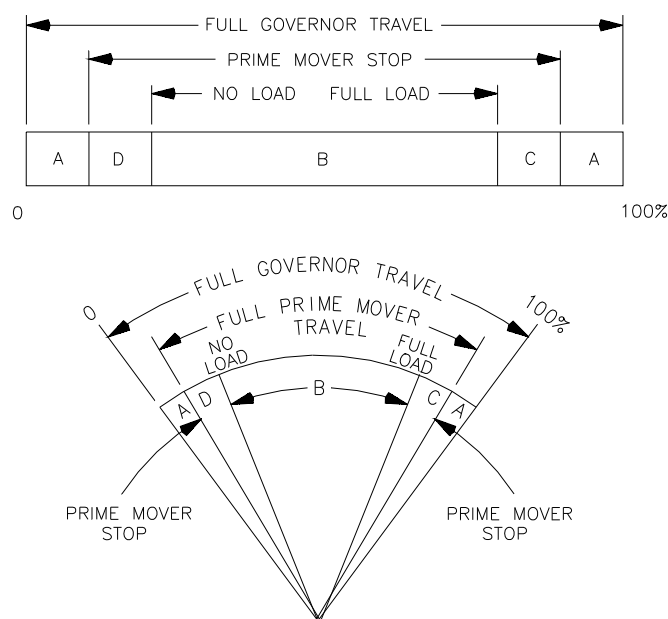 FULL GOVERNOR TRAVEL
PRIME MOVER STOP
NO LOAD FULL LOAD
A D B C A
0 100%
FULL GOVERNOR TRAVEL
0 100%
FULL PRIME MOVER
TRAVEL
NO
LOAD
FULL
LOAD
A D B C A
PRIME MOVER
STOP
PRIME MOVER
STOP